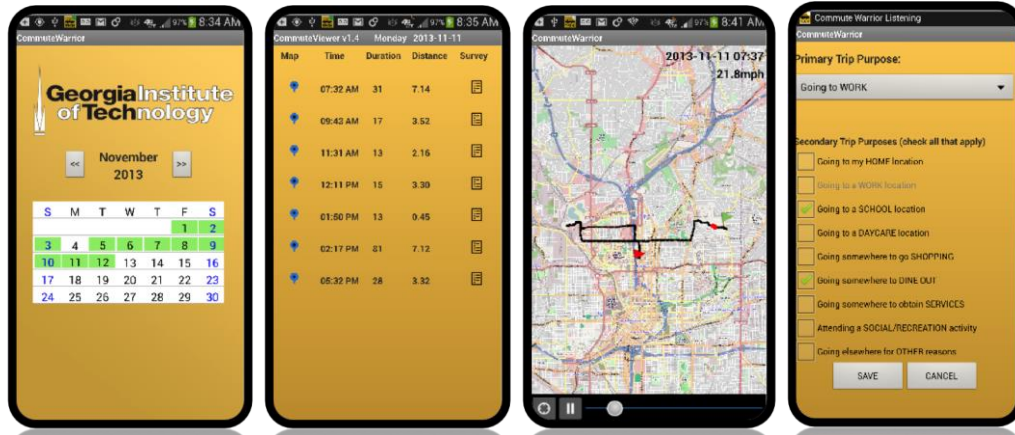 97% 8:34 AM
CommuteWarrior
Georgia Institute
of Technology
<< November >>
2013
S M T W T F S
1 2
3 4 5 6 7 8 9
10 11 12 13 14 15 16
17 18 19 20 21 22 23
24 25 26 27 28 29 30
97% 8:35 AM
CommuteViewer v1.4 Monday 2013-11-11
Map Time Duration Distance Survey
07:32 AM 31 7.14
09:43 AM 17 3.52
11:31 AM 13 2.16
12:11 PM 15 3.30
01:50 PM 13 0.45
02:17 PM 81 7.12
05:32 PM 28 3.32
97% 8:41 AM
CommuteWarrior
2013-11-11 07:37
21.8mph
Commute Warrior Listening
CommuteWarrior
Primary Trip Purpose:
Going to WORK
Secondary Trip Purposes (check all that apply)
Going to my HOME location
Going to a WORK location
Going to a SCHOOL location
Going to a DAYCARE location
Going somewhere to go SHOPPING
Going somewhere to DINE OUT
Going somewhere to obtain SERVICES
Attending a SOCIAL/RECREATION activity
Going elsewhere for OTHER reasons
SAVE CANCEL